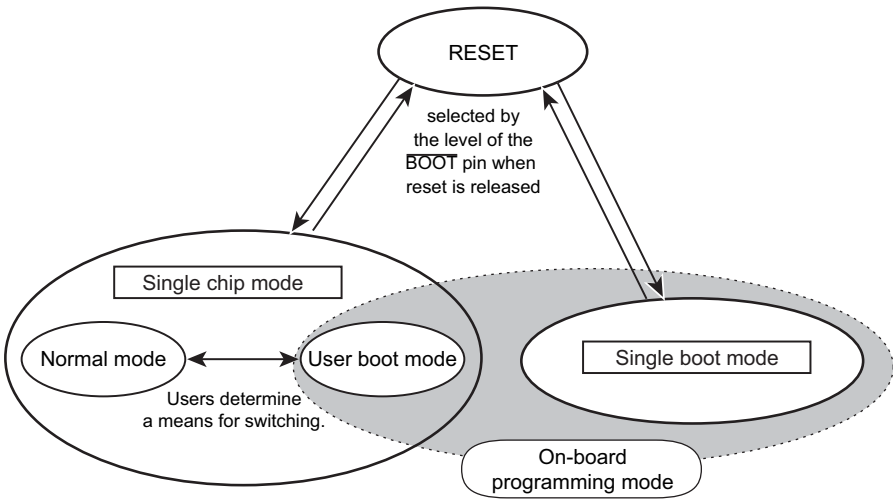 RESET
selected by
the level of the
B̅O̅O̅T̅ pin when
reset is released
Single chip mode
Normal mode
User boot mode
Users determine
a means for switching.
Single boot mode
On-board
programming mode